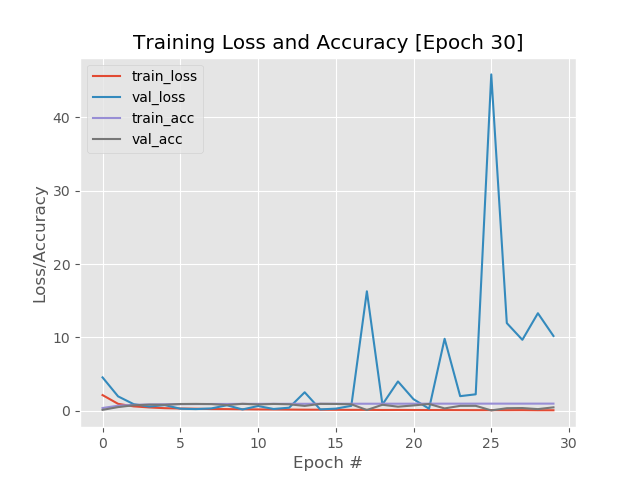 Training Loss and Accuracy [Epoch 30]
train_loss
val_loss
train_acc
val_acc
Loss/Accuracy
40
30
20
10
0
0 5 10 15 20 25 30
Epoch #